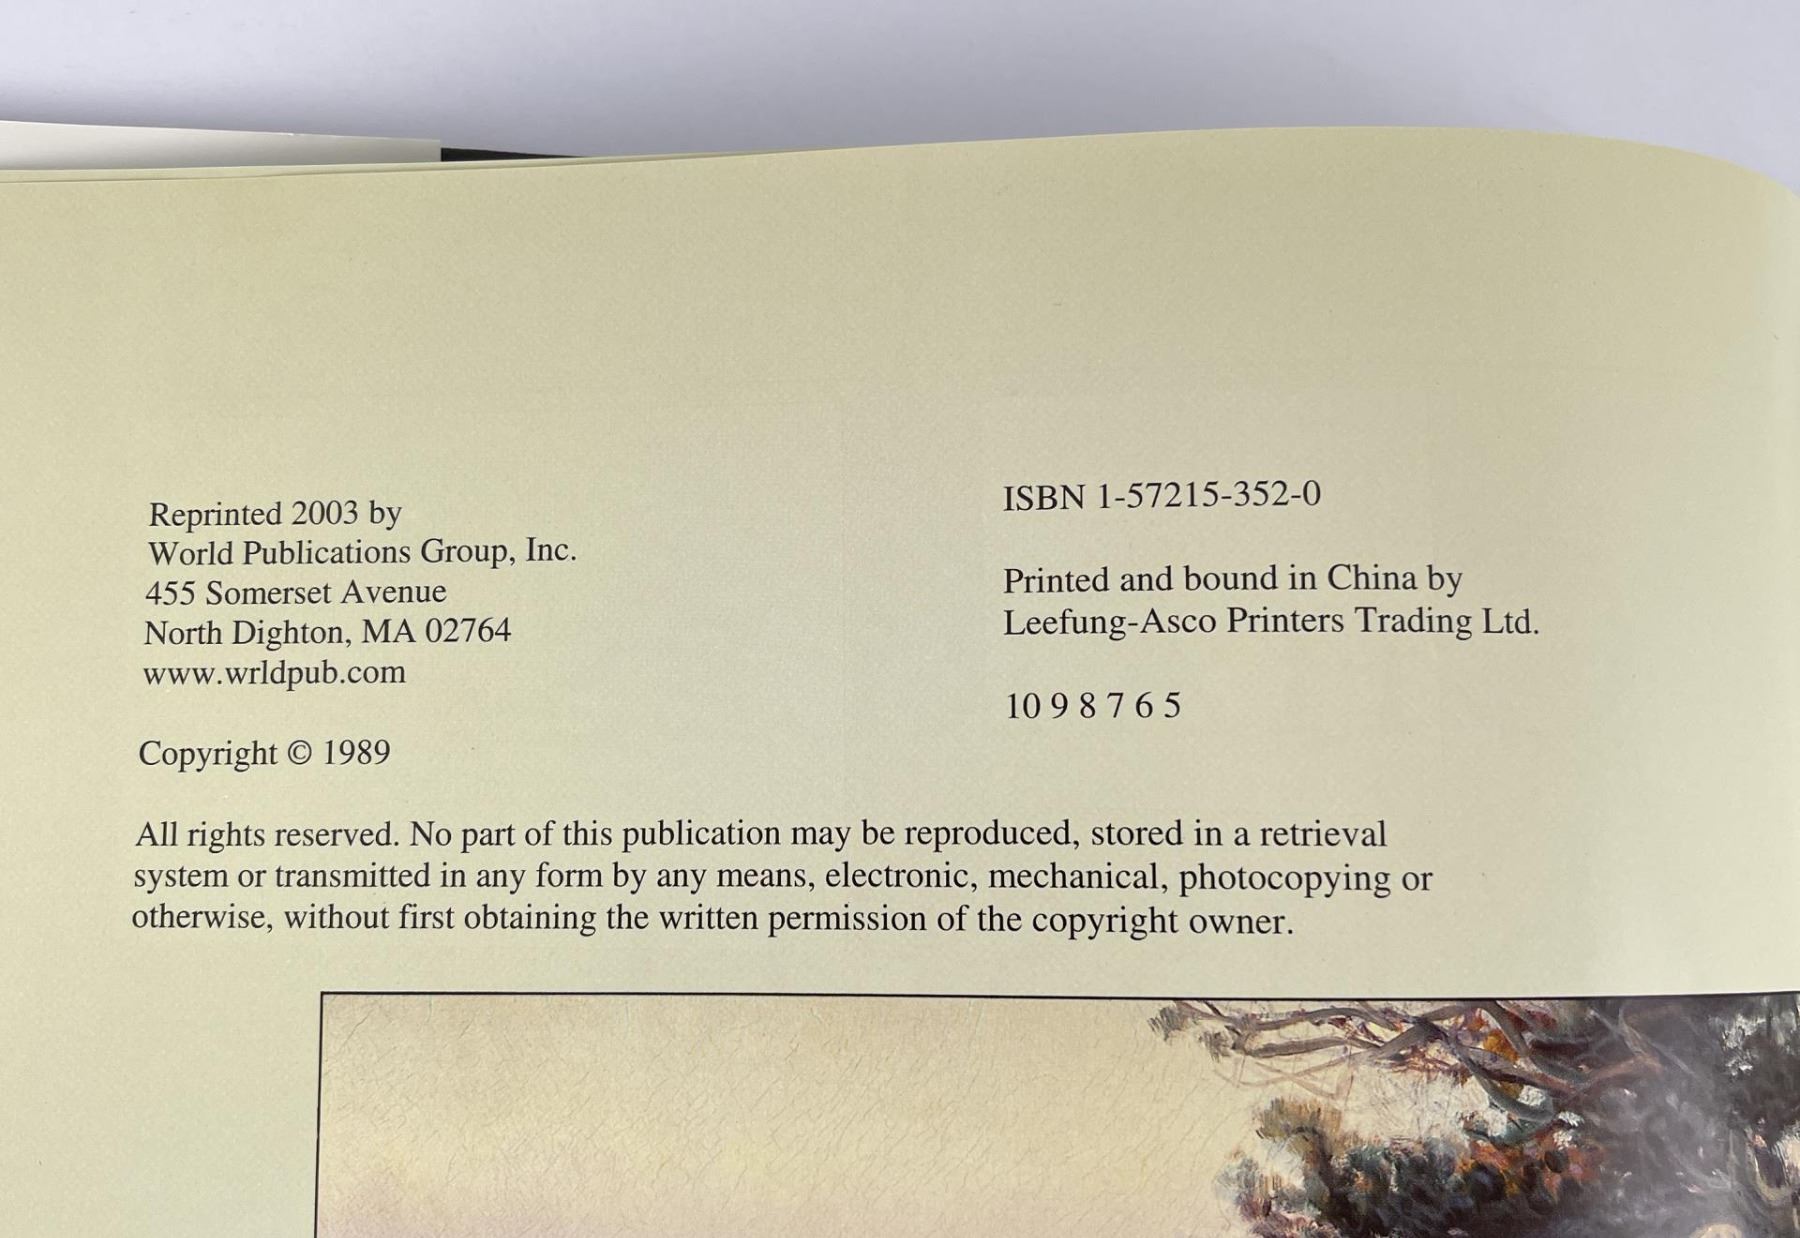 Reprinted 2003 by
World Publications Group, Inc.
455 Somerset Avenue
North Dighton, MA 02764
www.wrldpub.com
Copyright © 1989
ISBN 1-57215-352-0
Printed and bound in China by
Leefung-Asco Printers Trading Ltd.
10 9 8 7 6 5
All rights reserved. No part of this publication may be reproduced, stored in a retrieval
system or transmitted in any form by any means, electronic, mechanical, photocopying or
otherwise, without first obtaining the written permission of the copyright owner.